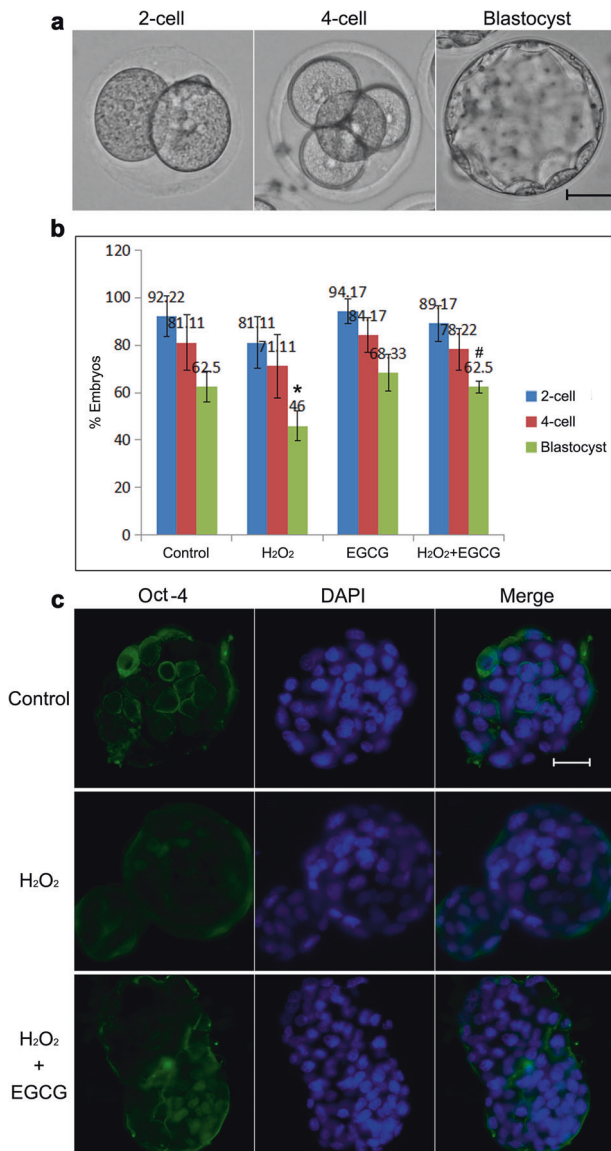 a
2-cell 4-cell Blastocyst
b
120
100
80
60
40
20
0
% Embryos
92.22
81.11
62.5
81.11
71.11
*
46
94.17
84.17
68.33
89.17
78.22
#
62.5
2-cell
4-cell
Blastocyst
Control H₂O₂ EGCG H₂O₂+EGCG
c
Oct-4 DAPI Merge
Control
H₂O₂
H₂O₂
+
EGCG